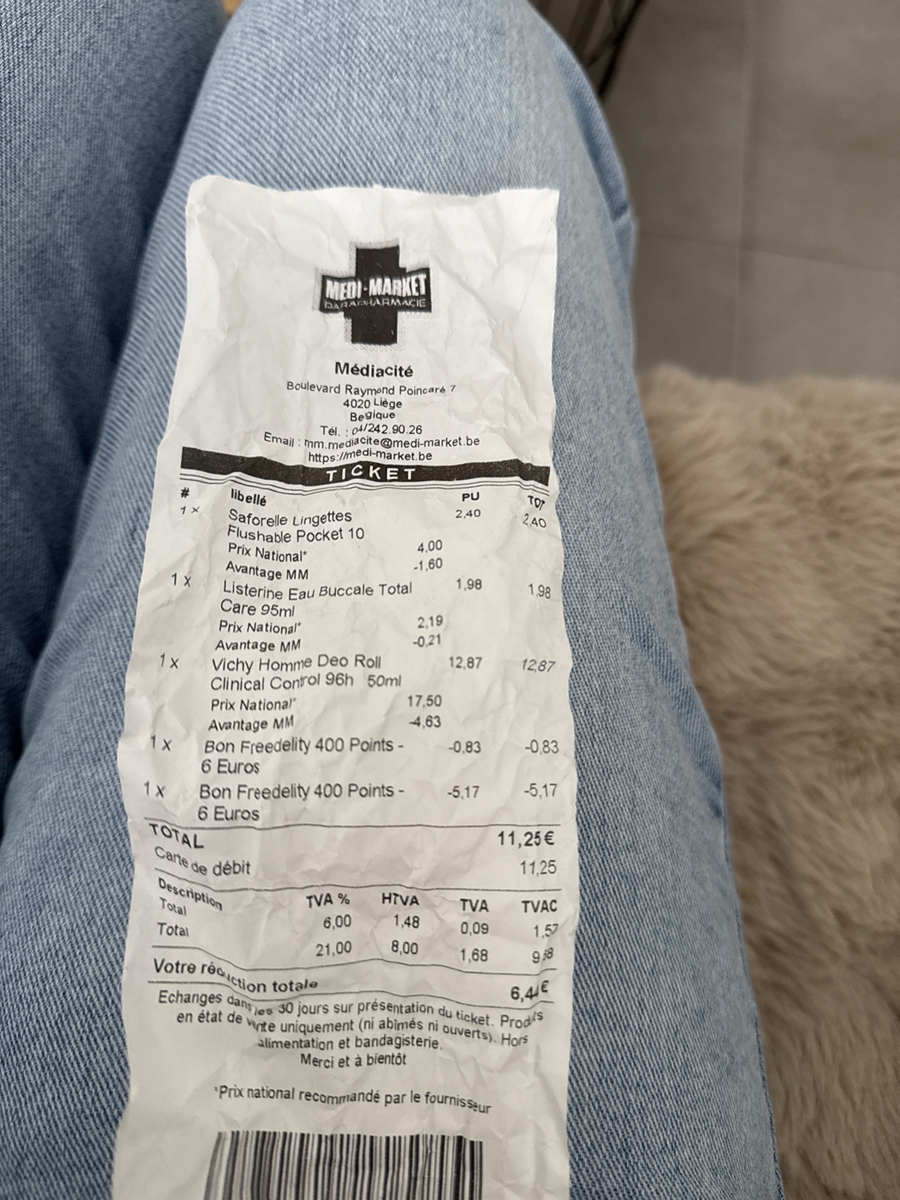 MEDI-MARKET
PARAPHARMACIE
Médiacité
Boulevard Raymond Poincaré 7
4020 Liège
Belgique
Tél. : 04/242.90.26
Email : mm.mediacite@medi-market.be
https://medi-market.be
TICKET
# libellé PU TOT
1 x Saforelle Lingettes 2,40 2,40
Flushable Pocket 10
Prix National* 4,00
Avantage MM -1,60
1 x Listerine Eau Buccale Total 1,98 1,98
Care 95ml
Prix National* 2,19
Avantage MM -0,21
1 x Vichy Homme Deo Roll 12,87 12,87
Clinical Control 96h 50ml
Prix National* 17,50
Avantage MM -4,63
1 x Bon Freedelity 400 Points - -0,83 -0,83
6 Euros
1 x Bon Freedelity 400 Points - -5,17 -5,17
6 Euros
TOTAL 11,25€
Carte de débit 11,25
Description TVA % HTVA TVA TVAC
Total 6,00 1,48 0,09 1,57
Total 21,00 8,00 1,68 9,68
Votre réduction totale 6,44€
Echanges dans les 30 jours sur présentation du ticket. Produits
en état de vente uniquement (ni abîmés ni ouverts). Hors
alimentation et bandagisterie.
Merci et à bientôt
*Prix national recommandé par le fournisseur